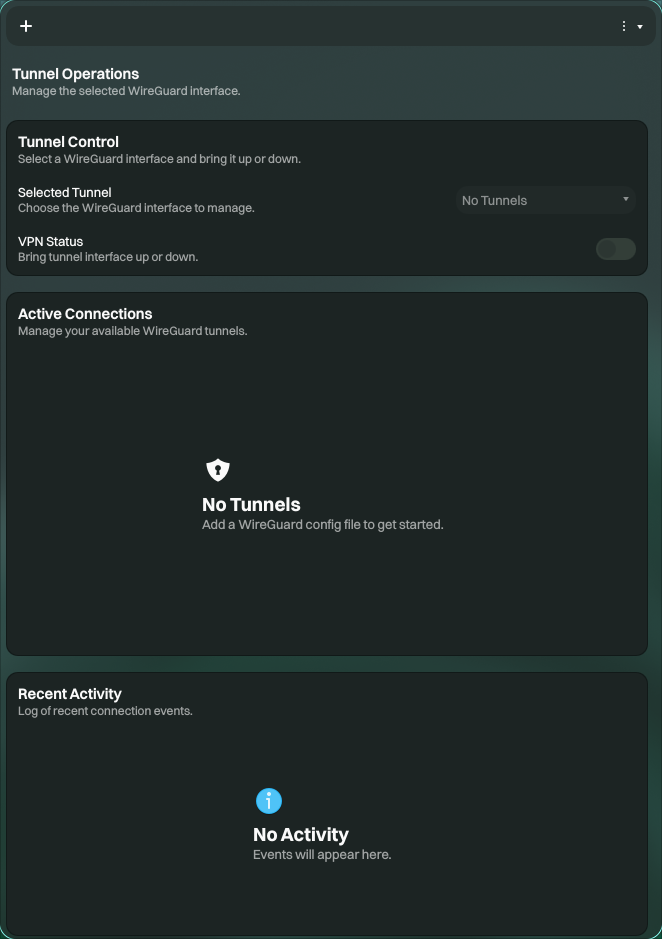 Tunnel Operations
Manage the selected WireGuard interface.
Tunnel Control
Select a WireGuard interface and bring it up or down.
Selected Tunnel
Choose the WireGuard interface to manage.
No Tunnels
VPN Status
Bring tunnel interface up or down.
Active Connections
Manage your available WireGuard tunnels.
No Tunnels
Add a WireGuard config file to get started.
Recent Activity
Log of recent connection events.
No Activity
Events will appear here.